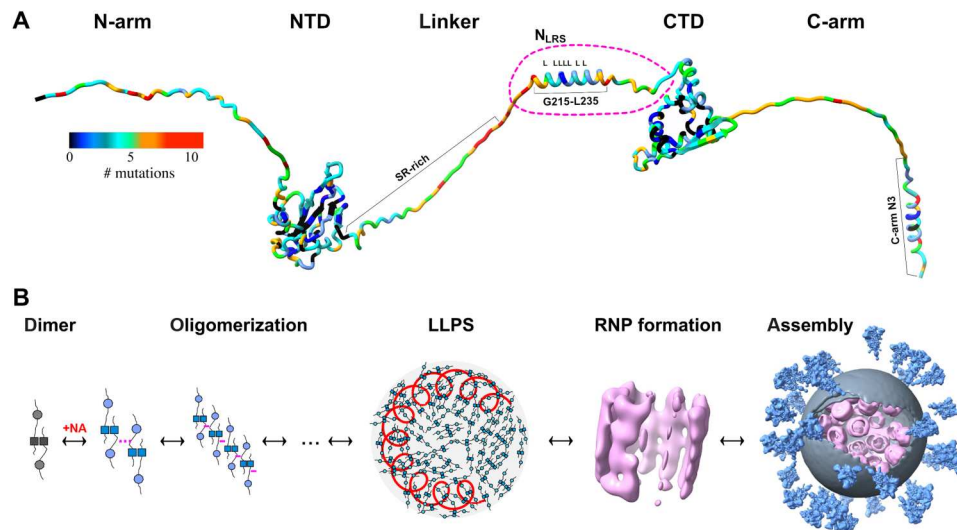 A
N-arm NTD Linker CTD C-arm
N_LRS
L LLLL L L
G215-L235
SR-rich
0 5 10
# mutations
C-arm N3
B
Dimer Oligomerization LLPS RNP formation Assembly
+NA
...